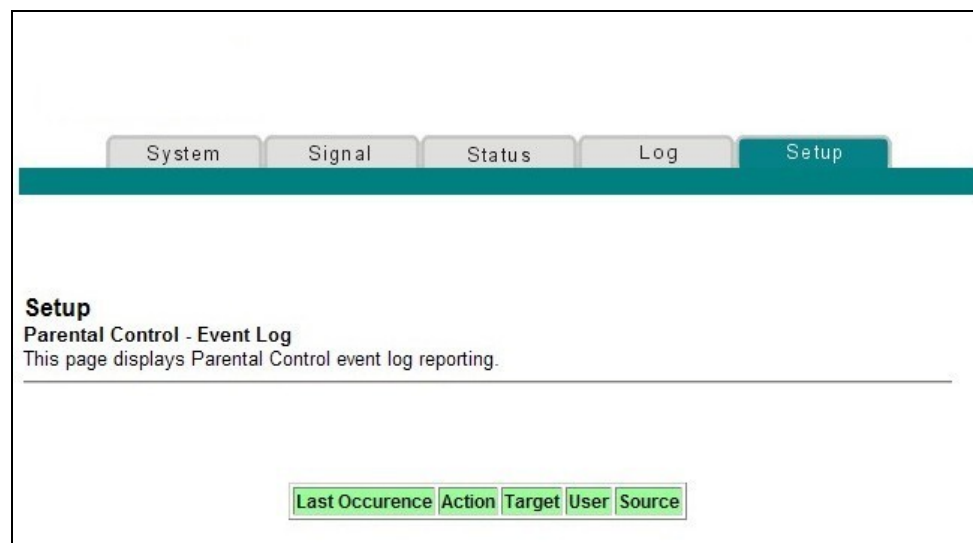 System Signal Status Log Setup
Setup
Parental Control - Event Log
This page displays Parental Control event log reporting.
Last Occurence Action Target User Source